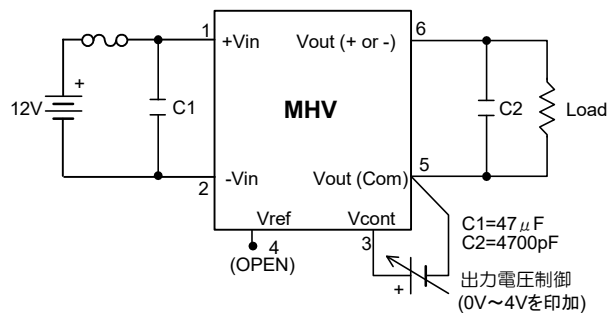 1
+Vin
Vout (+ or -)
6
+
12V
C1
MHV
C2
Load
2
-Vin
Vout (Com)
5
Vref
Vcont
4
(OPEN)
3
+
C1=47μF
C2=4700pF
出力電圧制御
(0V～4Vを印加)